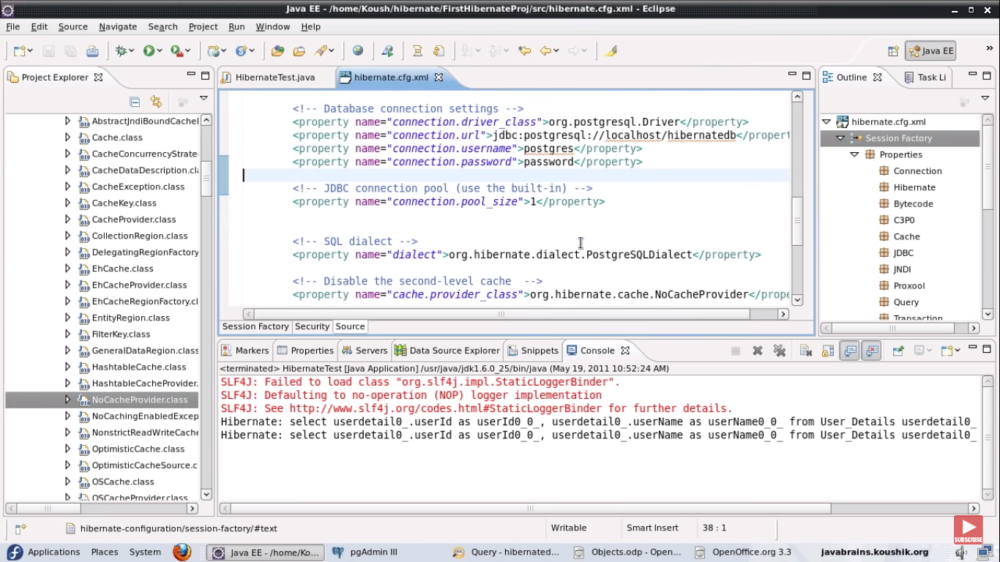 Java EE - /home/Koush/hibernate/FirstHibernateProj/src/hibernate.cfg.xml - Eclipse
File Edit Source Navigate Search Project Run Window Help
Java EE
Project Explorer
AbstractJndiBoundCacheP
Cache.class
CacheConcurrencyStrate
CacheDataDescription.cla
CacheException.class
CacheKey.class
CacheProvider.class
CollectionRegion.class
DelegatingRegionFactory
EhCache.class
EhCacheProvider.class
EhCacheRegionFactory.cl
EntityRegion.class
FilterKey.class
GeneralDataRegion.class
HashtableCache.class
HashtableCacheProvider.
NoCacheProvider.class
NoCachingEnabledExcep
NonstrictReadWriteCache
OptimisticCache.class
OptimisticCacheSource.c
OSCache.class
OSCacheProvider.class
HibernateTest.java hibernate.cfg.xml
<!-- Database connection settings -->
<property name="connection.driver_class">org.postgresql.Driver</property>
<property name="connection.url">jdbc:postgresql://localhost/hibernatedb</propert
<property name="connection.username">postgres</property>
<property name="connection.password">password</property>
<!-- JDBC connection pool (use the built-in) -->
<property name="connection.pool_size">1</property>
<!-- SQL dialect -->
<property name="dialect">org.hibernate.dialect.PostgreSQLDialect</property>
<!-- Disable the second-level cache  -->
<property name="cache.provider_class">org.hibernate.cache.NoCacheProvider</prope
Session Factory Security Source
Outline Task Li
hibernate.cfg.xml
Session Factory
Properties
Connection
Hibernate
Bytecode
C3P0
Cache
JDBC
JNDI
Proxool
Query
Transaction
Markers Properties Servers Data Source Explorer Snippets Console
<terminated> HibernateTest [Java Application] /usr/java/jdk1.6.0_25/bin/java (May 19, 2011 10:52:24 AM)
SLF4J: Failed to load class "org.slf4j.impl.StaticLoggerBinder".
SLF4J: Defaulting to no-operation (NOP) logger implementation
SLF4J: See http://www.slf4j.org/codes.html#StaticLoggerBinder for further details.
Hibernate: select userdetail0_.userId as userId0_0_, userdetail0_.userName as userName0_0_ from User_Details userdetail0_
Hibernate: select userdetail0_.userId as userId0_0_, userdetail0_.userName as userName0_0_ from User_Details userdetail0_
hibernate-configuration/session-factory/#text Writable Smart Insert 38 : 1
SUBSCRIBE
Applications Places System Java EE - /home/Ko... pgAdmin III Query - hibernated... Objects.odp - Open... OpenOffice.org 3.3 javabrains.koushik.org